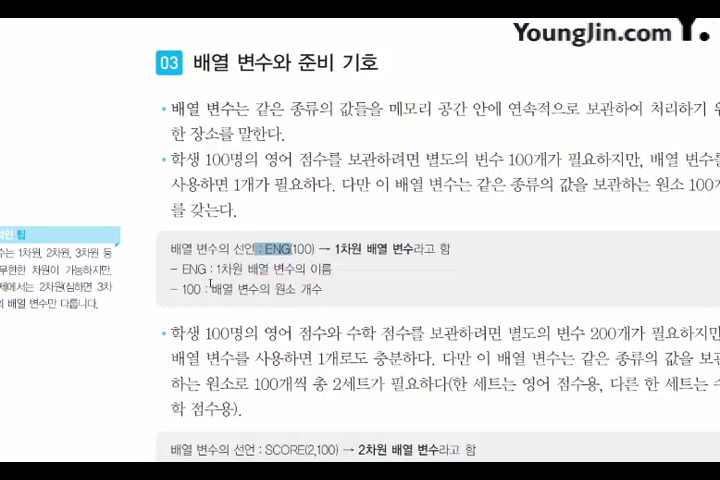 YoungJin.com Y.
03 배열 변수와 준비 기호
• 배열 변수는 같은 종류의 값들을 메모리 공간 안에 연속적으로 보관하여 처리하기 우
한 장소를 말한다.
• 학생 100명의 영어 점수를 보관하려면 별도의 변수 100개가 필요하지만, 배열 변수를
사용하면 1개가 필요하다. 다만 이 배열 변수는 같은 종류의 값을 보관하는 원소 100개
를 갖는다.
팁
수는 1차원, 2차원, 3차원 등
무한한 차원이 가능하지만,
제에서는 2차원(심하면 3차
의 배열 변수만 다룹니다.
배열 변수의 선언 : ENG(100) → 1차원 배열 변수라고 함
– ENG : 1차원 배열 변수의 이름
– 100 : 배열 변수의 원소 개수
• 학생 100명의 영어 점수와 수학 점수를 보관하려면 별도의 변수 200개가 필요하지만
배열 변수를 사용하면 1개로도 충분하다. 다만 이 배열 변수는 같은 종류의 값을 보관
하는 원소로 100개씩 총 2세트가 필요하다(한 세트는 영어 점수용, 다른 한 세트는 수
학 점수용).
배열 변수의 선언 : SCORE(2,100) → 2차원 배열 변수라고 함